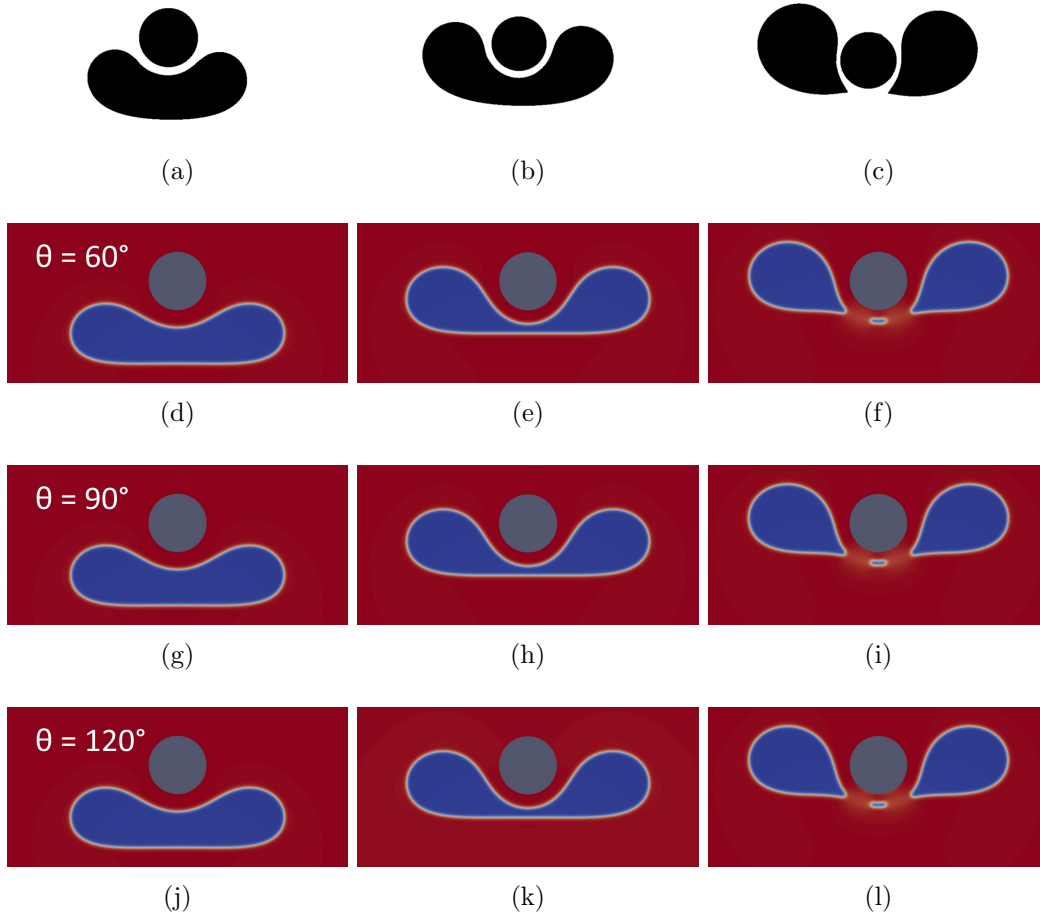 (a) (b) (c)
θ = 60°
(d) (e) (f)
θ = 90°
(g) (h) (i)
θ = 120°
(j) (k) (l)